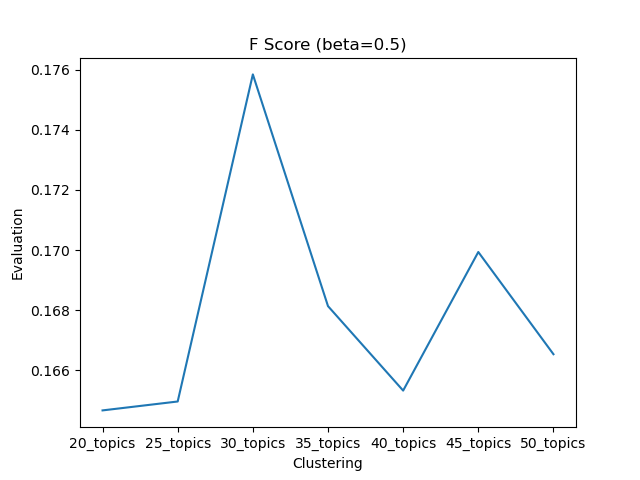 F Score (beta=0.5)
0.176
0.174
0.172
0.170
0.168
0.166
Evaluation
20_topics 25_topics 30_topics 35_topics 40_topics 45_topics 50_topics
Clustering